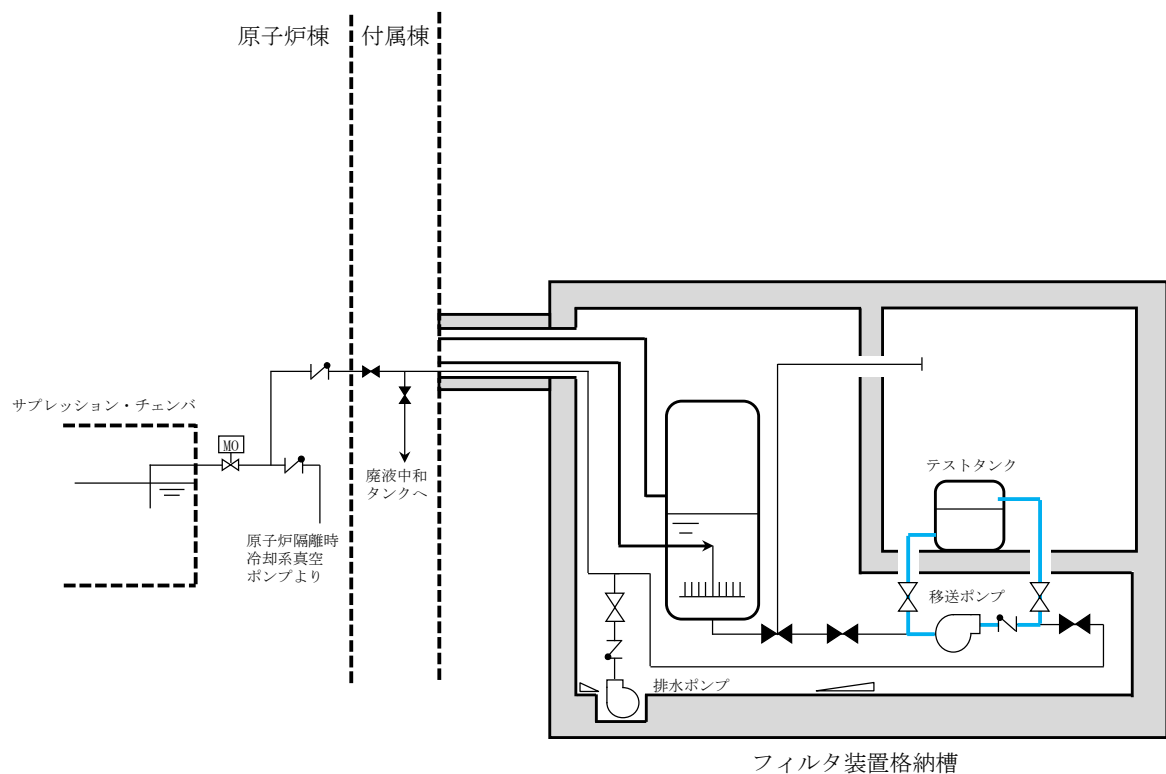 原子炉棟
付属棟
サプレッション・チェンバ
MO
廃液中和
タンクへ
原子炉隔離時
冷却系真空
ポンプより
テストタンク
移送ポンプ
排水ポンプ
フィルタ装置格納槽